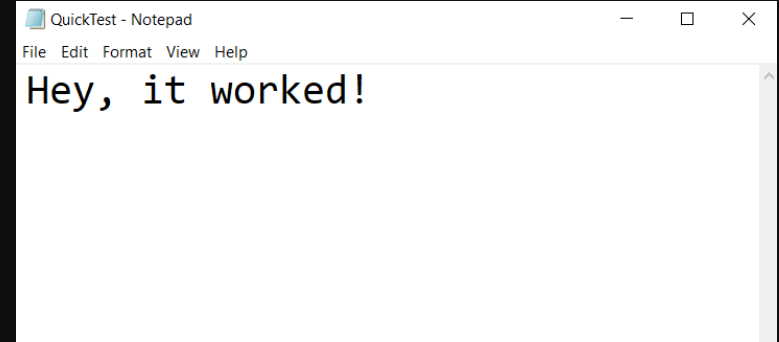 QuickTest - Notepad
File Edit Format View Help
Hey, it worked!